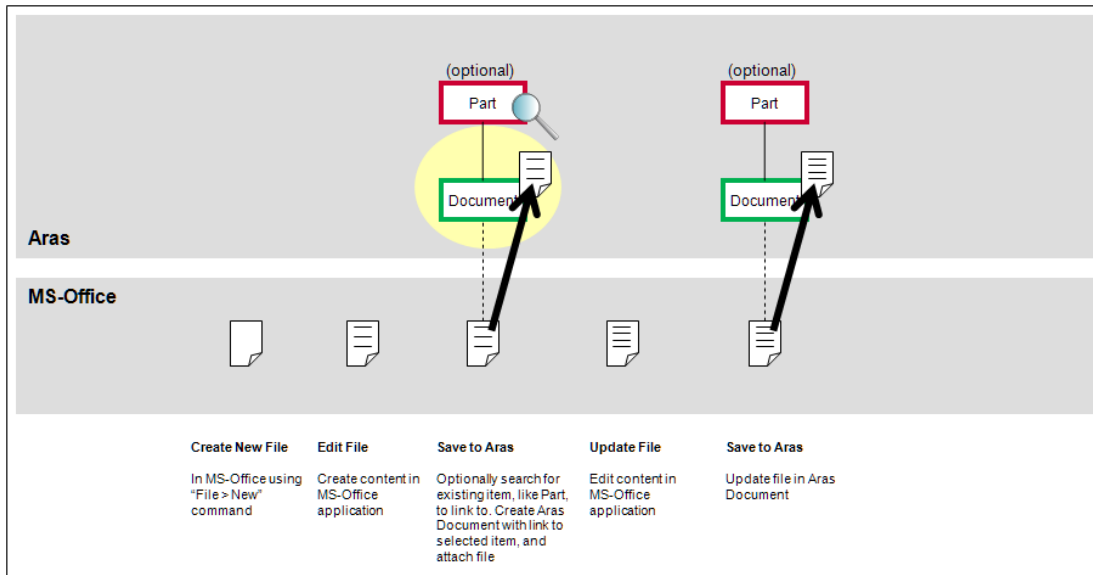 (optional)
(optional)
Part
Part
Document
Document
Aras
MS-Office
Create New File
In MS-Office using
“File > New”
command
Edit File
Create content in
MS-Office
application
Save to Aras
Optionally search for
existing item, like Part,
to link to. Create Aras
Document with link to
selected item, and
attach file
Update File
Edit content in
MS-Office
application
Save to Aras
Update file in Aras
Document